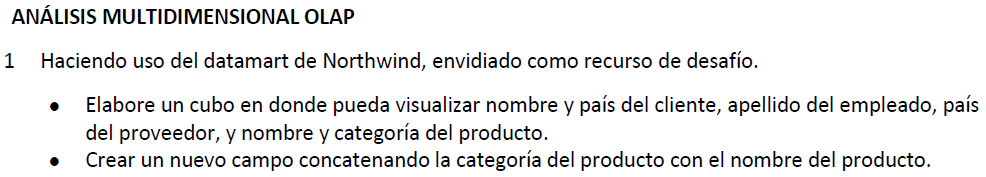 ANÁLISIS MULTIDIMENSIONAL OLAP
1 Haciendo uso del datamart de Northwind, envidiado como recurso de desafío.
● Elabore un cubo en donde pueda visualizar nombre y país del cliente, apellido del empleado, país
del proveedor, y nombre y categoría del producto.
● Crear un nuevo campo concatenando la categoría del producto con el nombre del producto.